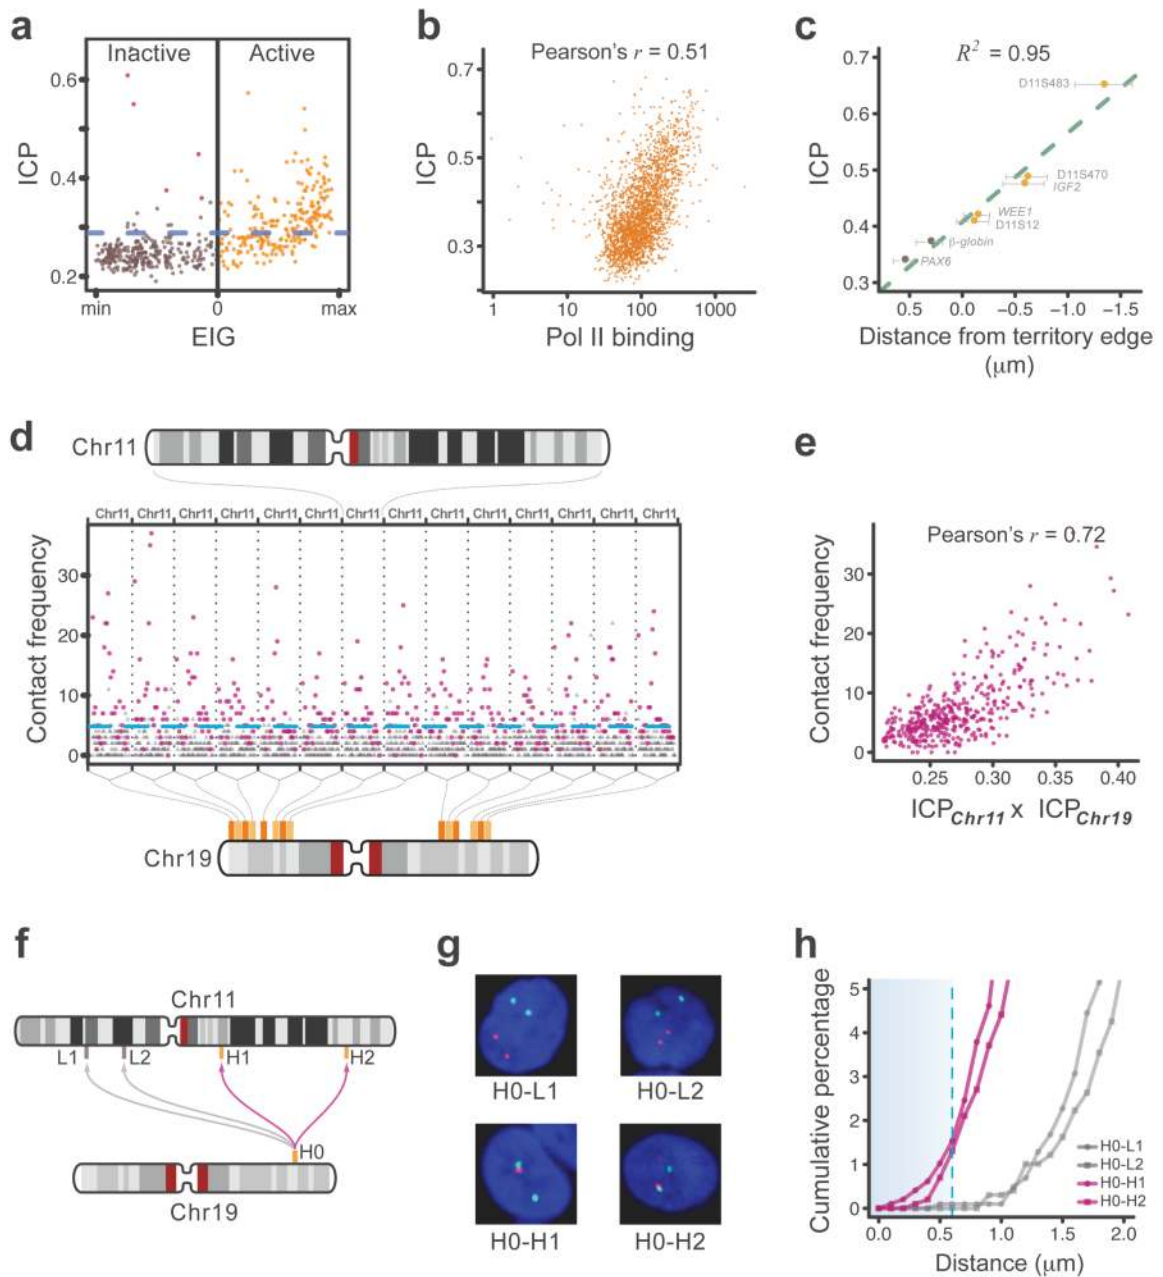 a
Inactive
Active
ICP
0.6
0.4
0.2
min
0
max
EIG
b
Pearson's r = 0.51
ICP
0.7
0.5
0.3
1
10
100
1000
Pol II binding
c
R² = 0.95
ICP
0.7
0.6
0.5
0.4
0.3
D11S483
D11S470
IGF2
WEE1
D11S12
β-globin
PAX6
0.5
0.0
−0.5
−1.0
−1.5
Distance from territory edge
(μm)
d
Chr11
Chr11 Chr11 Chr11 Chr11 Chr11 Chr11 Chr11 Chr11 Chr11 Chr11 Chr11 Chr11 Chr11 Chr11
Contact frequency
30
20
10
0
Chr19
e
Pearson's r = 0.72
Contact frequency
30
20
10
0
0.25
0.30
0.35
0.40
ICP Chr11 x ICP Chr19
f
Chr11
L1
L2
H1
H2
H0
Chr19
g
H0-L1
H0-L2
H0-H1
H0-H2
h
Cumulative percentage
5
4
3
2
1
0
H0-L1
H0-L2
H0-H1
H0-H2
0.0
0.5
1.0
1.5
2.0
Distance (μm)